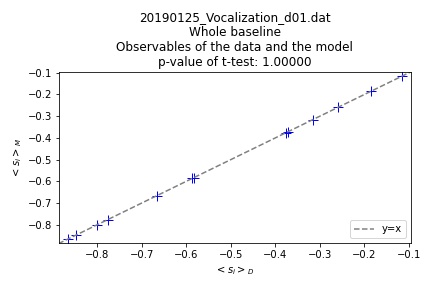 20190125_Vocalization_d01.dat
Whole baseline
Observables of the data and the model
p-value of t-test: 1.00000
−0.1
−0.2
−0.3
−0.4
−0.5
−0.6
−0.7
−0.8
< s_i >_M
y=x
−0.8 −0.7 −0.6 −0.5 −0.4 −0.3 −0.2 −0.1
< s_i >_D